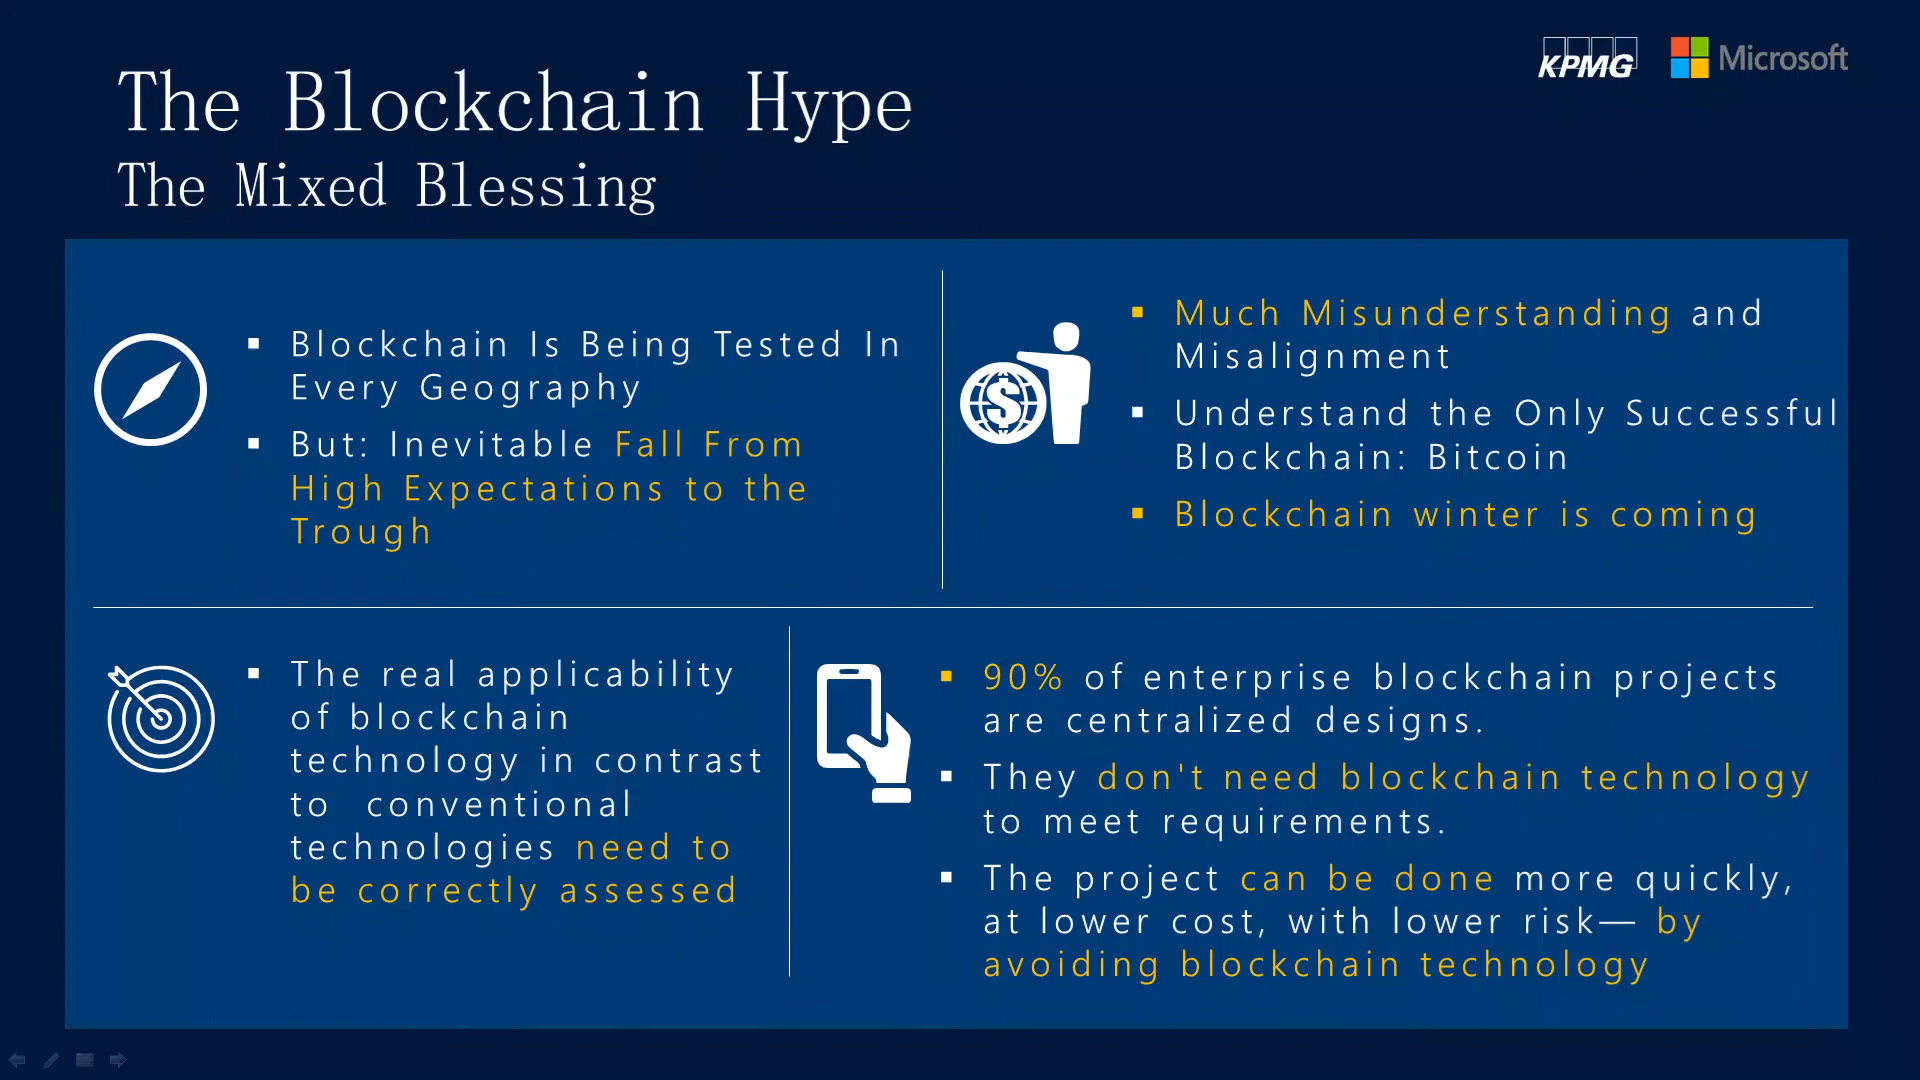 KPMG
Microsoft
The Blockchain Hype
The Mixed Blessing
▪ Blockchain Is Being Tested In
Every Geography
▪ But: Inevitable Fall From
High Expectations to the
Trough
▪ Much Misunderstanding and
Misalignment
▪ Understand the Only Successful
Blockchain: Bitcoin
▪ Blockchain winter is coming
▪ The real applicability
of blockchain
technology in contrast
to conventional
technologies need to
be correctly assessed
▪ 90% of enterprise blockchain projects
are centralized designs.
▪ They don't need blockchain technology
to meet requirements.
▪ The project can be done more quickly,
at lower cost, with lower risk— by
avoiding blockchain technology